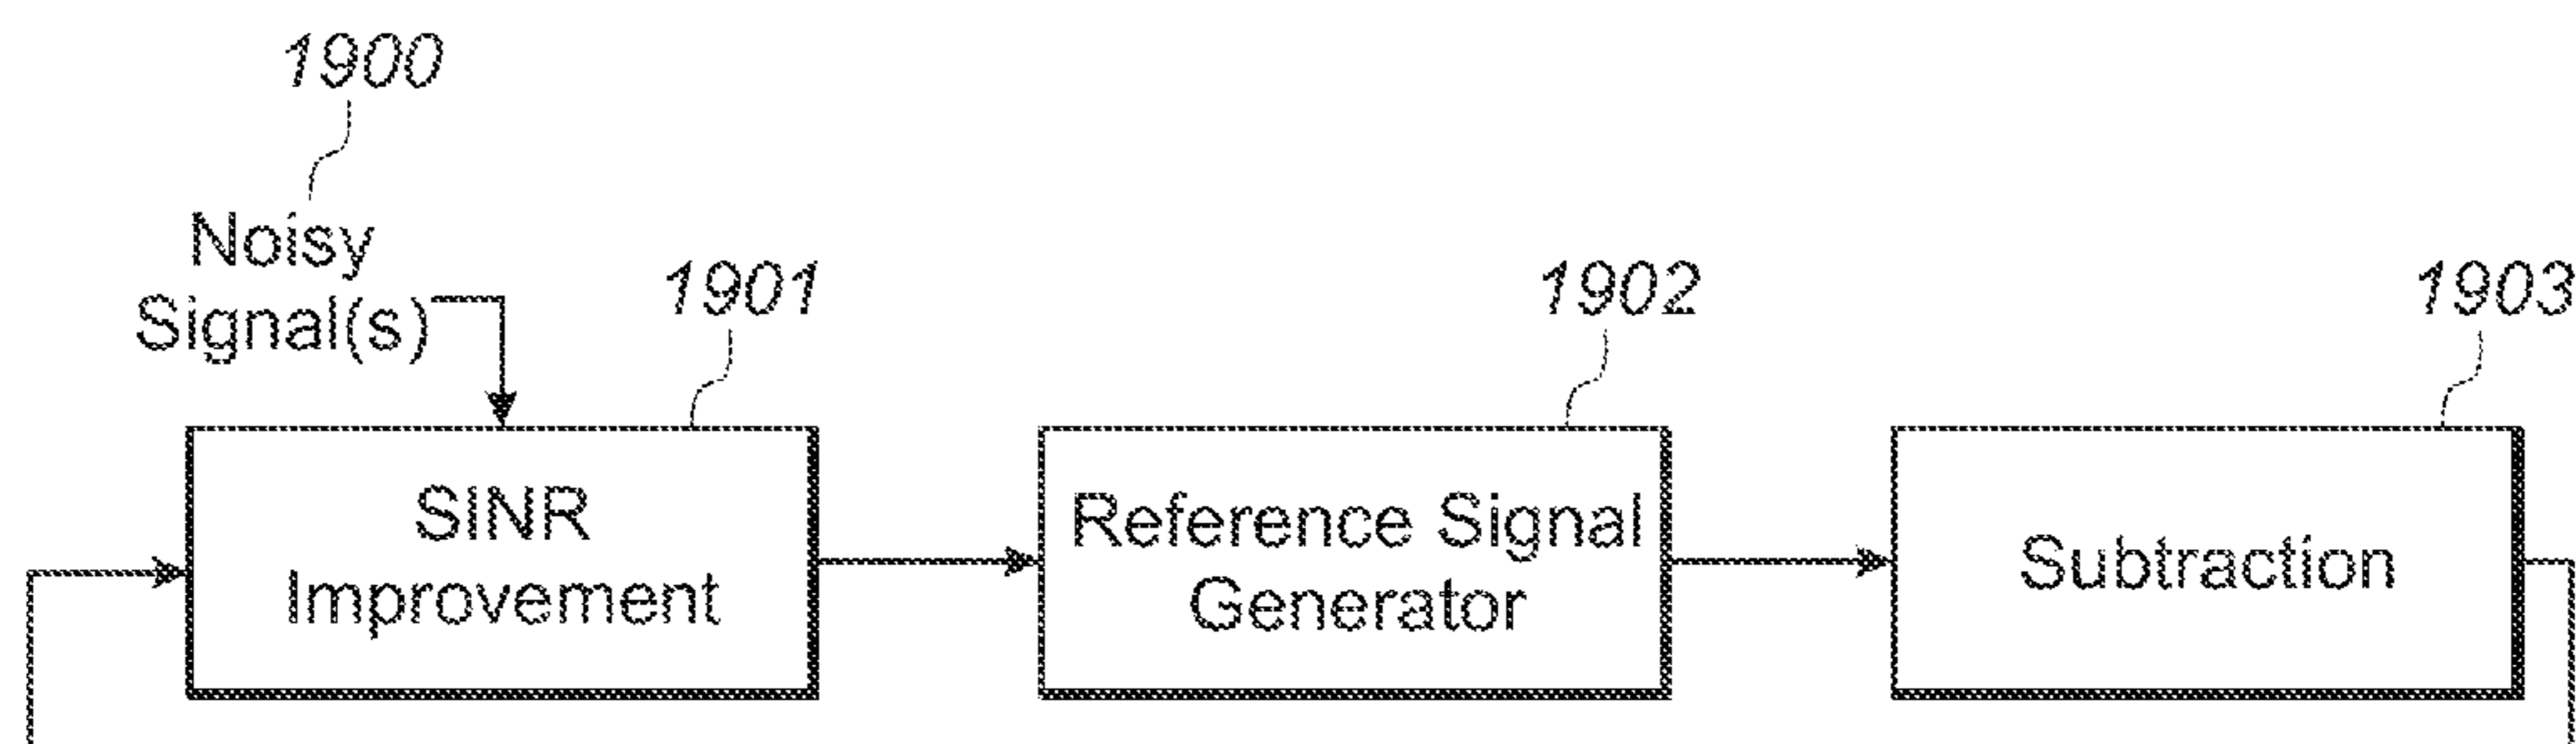 1900
Noisy
Signal(s)
1901
1902
1903
SINR
Improvement
Reference Signal
Generator
Subtraction